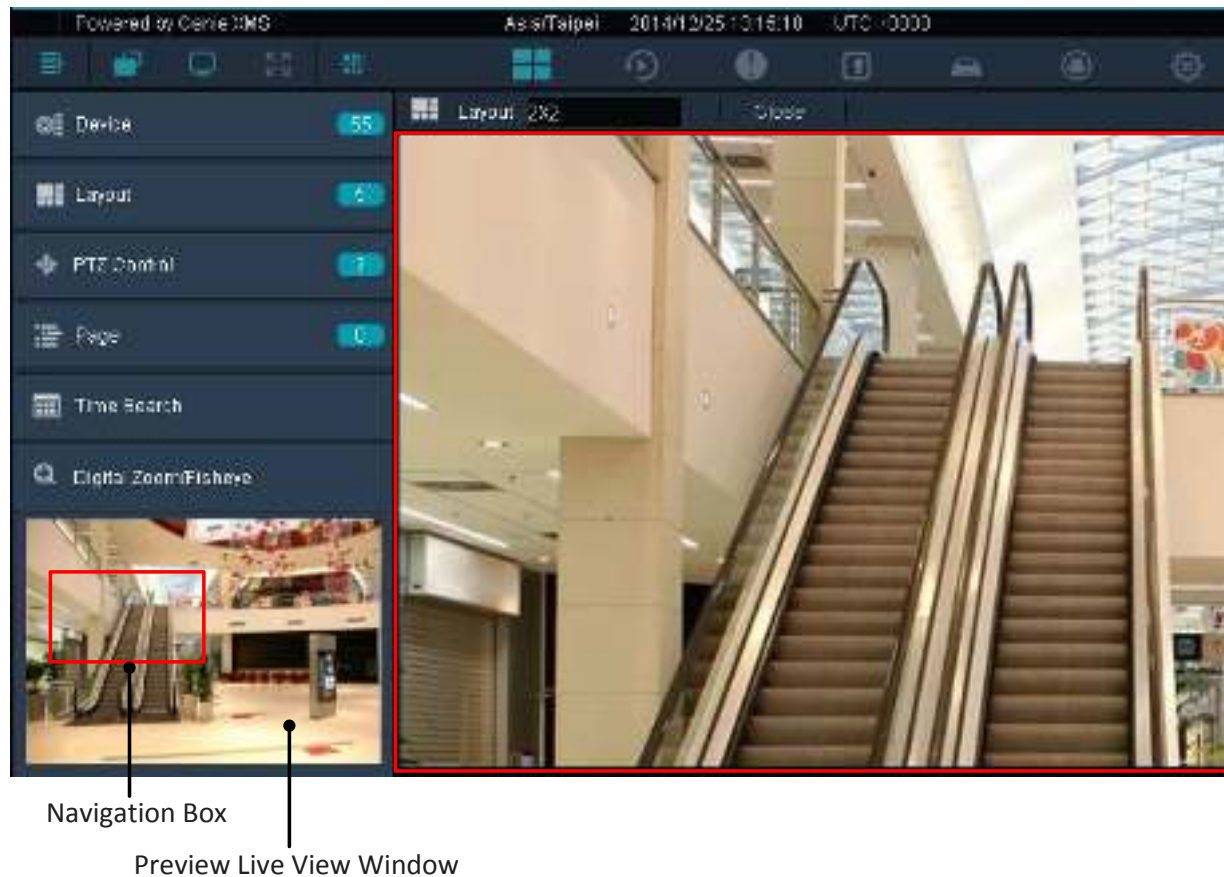 Powered by Genie XMS
Asia/Taipei 2014/12/25 13:15:10 UTC +0000
Device 55
Layout 2X2 Close
Layout 6
PTZ Control 7
Page 0
Time Search
Digital Zoom/Fisheye
Navigation Box
Preview Live View Window